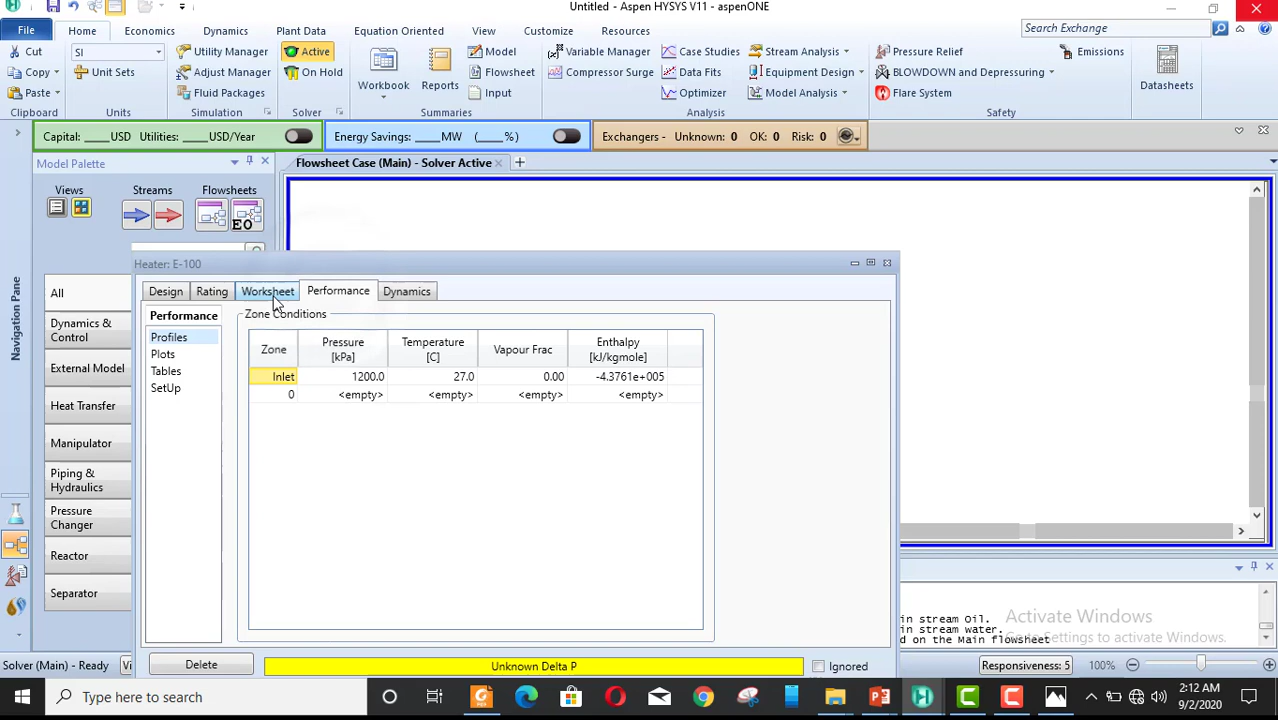 Untitled - Aspen HYSYS V11 - aspenONE
File Home Economics Dynamics Plant Data Equation Oriented View Customize Resources Search Exchange
Cut SI Utility Manager Active Model Variable Manager Case Studies Stream Analysis Pressure Relief Emissions
Copy Unit Sets Adjust Manager On Hold Workbook Reports Flowsheet Compressor Surge Data Fits Equipment Design BLOWDOWN and Depressuring Datasheets
Paste Fluid Packages Input Optimizer Model Analysis Flare System
Clipboard Units Simulation Solver Summaries Analysis Safety
Capital: ____ USD Utilities: ____ USD/Year Energy Savings: ____ MW (____ %) Exchangers - Unknown: 0 OK: 0 Risk: 0
Model Palette Flowsheet Case (Main) - Solver Active
Views Streams Flowsheets
EO
Navigation Pane
All
Dynamics &
Control
External Model
Heat Transfer
Manipulator
Piping &
Hydraulics
Pressure
Changer
Reactor
Separator
Heater: E-100
Design Rating Worksheet Performance Dynamics
Performance
Profiles
Plots
Tables
SetUp
Zone Conditions
Zone Pressure [kPa] Temperature [C] Vapour Frac Enthalpy [kJ/kgmole]
Inlet 1200.0 27.0 0.00 -4.3761e+005
0 <empty> <empty> <empty> <empty>
Delete Unknown Delta P Ignored
in stream Oil.
in stream water.
d on the Main flowsheet
Activate Windows
Go to Settings to activate Windows.
Solver (Main) - Ready Responsiveness: 5 100%
Type here to search 2:12 AM
9/2/2020